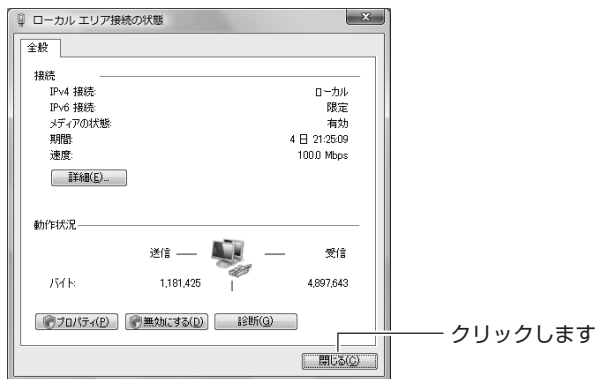 ローカル エリア接続の状態
全般
接続
IPv4 接続: ローカル
IPv6 接続: 限定
メディアの状態: 有効
期間: 4 日 21:25:09
速度: 100.0 Mbps
詳細(E)...
動作状況
送信 受信
バイト: 1,181,425 4,897,643
プロパティ(P) 無効にする(D) 診断(G)
クリックします
閉じる(C)